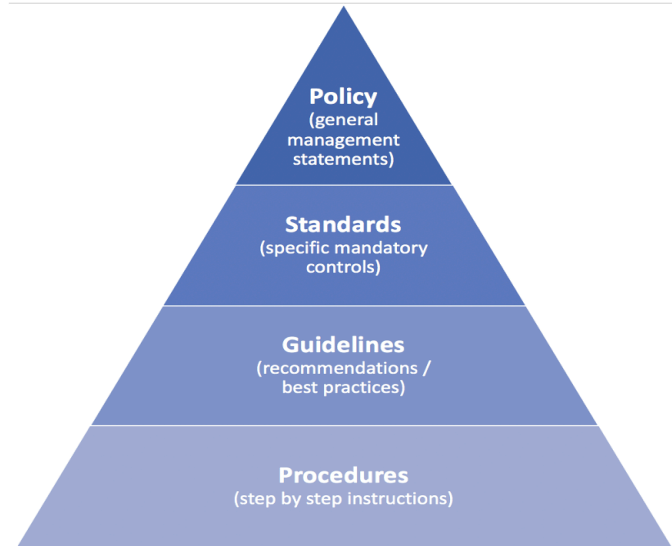 Policy
(general
management
statements)
Standards
(specific mandatory
controls)
Guidelines
(recommendations /
best practices)
Procedures
(step by step instructions)